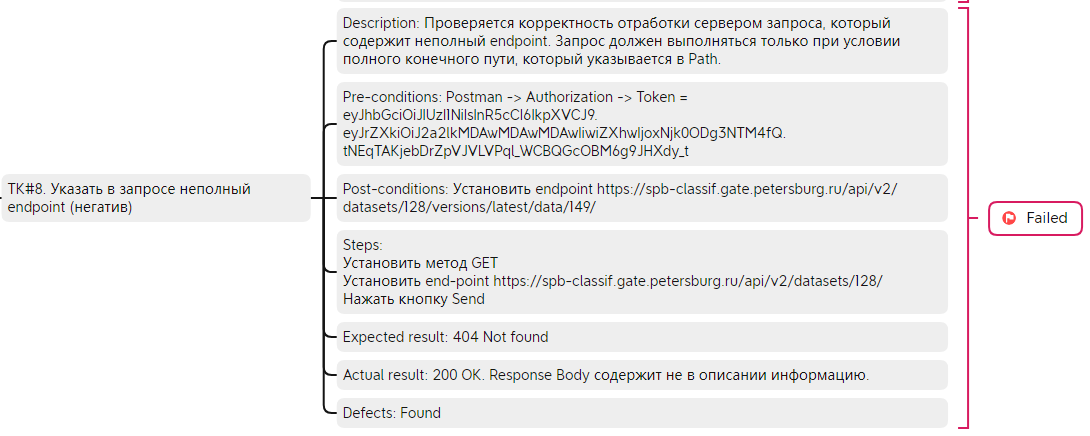 ТК#8. Указать в запросе неполный
endpoint (негатив)
Description: Проверяется корректность отработки сервером запроса, который
содержит неполный endpoint. Запрос должен выполняться только при условии
полного конечного пути, который указывается в Path.
Pre-conditions: Postman -> Authorization -> Token =
eyJhbGciOiJIUzI1NiIsInR5cCI6IkpXVCJ9.
eyJrZXkiOiJ2a2lkMDAwMDAwMDAwIiwiZXhwIjoxNjk0ODg3NTM4fQ.
tNEqTAKjebDrZpVJVLVPql_WCBQGcOBM6g9JHXdy_t
Post-conditions: Установить endpoint https://spb-classif.gate.petersburg.ru/api/v2/
datasets/128/versions/latest/data/149/
Steps:
Установить метод GET
Установить end-point https://spb-classif.gate.petersburg.ru/api/v2/datasets/128/
Нажать кнопку Send
Expected result: 404 Not found
Actual result: 200 OK. Response Body содержит не в описании информацию.
Defects: Found
Failed